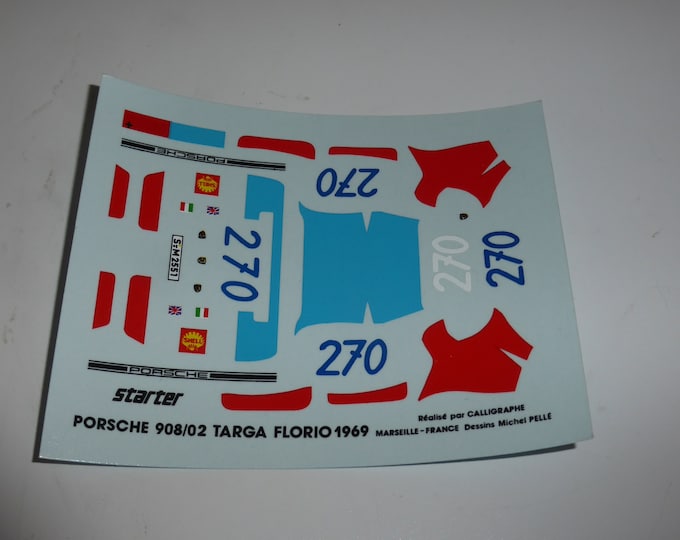 PORSCHE
270
SHELL
270
270
270
S:M2551
SHELL
270
PORSCHE
starter
PORSCHE 908/02 TARGA FLORIO 1969
Réalisé par CALLIGRAPHE
MARSEILLE - FRANCE Dessins Michel PELLE